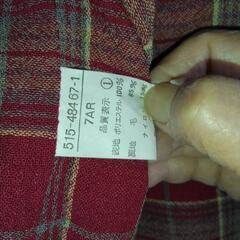 515-48467-1
7AR
品質表示 ①
表地 ポリエステル 100%
裏地 毛 85%
ナイロ